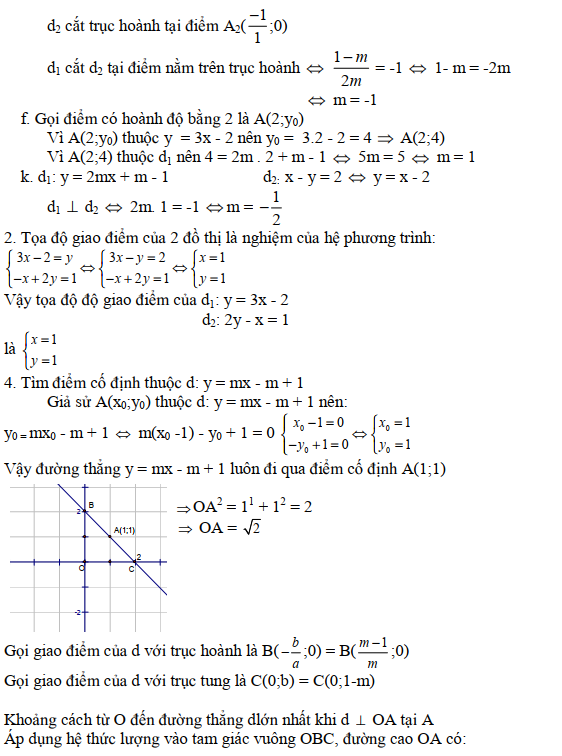 d₂ cắt trục hoành tại điểm A₂(\frac{-1}{1};0)
d₁ cắt d₂ tại điểm nằm trên trục hoành ⇔ \frac{1-m}{2m} = -1 ⇔ 1- m = -2m
⇔ m = -1
f. Gọi điểm có hoành độ bằng 2 là A(2;y₀)
Vì A(2;y₀) thuộc y = 3x - 2 nên y₀ = 3.2 - 2 = 4 ⇒ A(2;4)
Vì A(2;4) thuộc d₁ nên 4 = 2m . 2 + m - 1 ⇔ 5m = 5 ⇔ m = 1
k. d₁: y = 2mx + m - 1 d₂: x - y = 2 ⇔ y = x - 2
d₁ ⊥ d₂ ⇔ 2m. 1 = -1 ⇔ m = -\frac{1}{2}
2. Tọa độ giao điểm của 2 đồ thị là nghiệm của hệ phương trình:
{3x-2=y; -x+2y=1 ⇔ {3x-y=2; -x+2y=1 ⇔ {x=1; y=1
Vậy tọa độ độ giao điểm của d₁: y = 3x - 2
d₂: 2y - x = 1
là {x=1; y=1
4. Tìm điểm cố định thuộc d: y = mx - m + 1
Giả sử A(x₀;y₀) thuộc d: y = mx - m + 1 nên:
y₀ = mx₀ - m + 1 ⇔ m(x₀ -1) - y₀ + 1 = 0 {x₀-1=0; -y₀+1=0 ⇔ {x₀=1; y₀=1
Vậy đường thẳng y = mx - m + 1 luôn đi qua điểm cố định A(1;1)
B
2
A(1;1)
O
2
C
-2
⇒ OA² = 1¹ + 1² = 2
⇒ OA = √2
Gọi giao điểm của d với trục hoành là B(-\frac{b}{a};0) = B(\frac{m-1}{m};0)
Gọi giao điểm của d với trục tung là C(0;b) = C(0;1-m)
Khoảng cách từ O đến đường thẳng dlớn nhất khi d ⊥ OA tại A
Áp dụng hệ thức lượng vào tam giác vuông OBC, đường cao OA có: